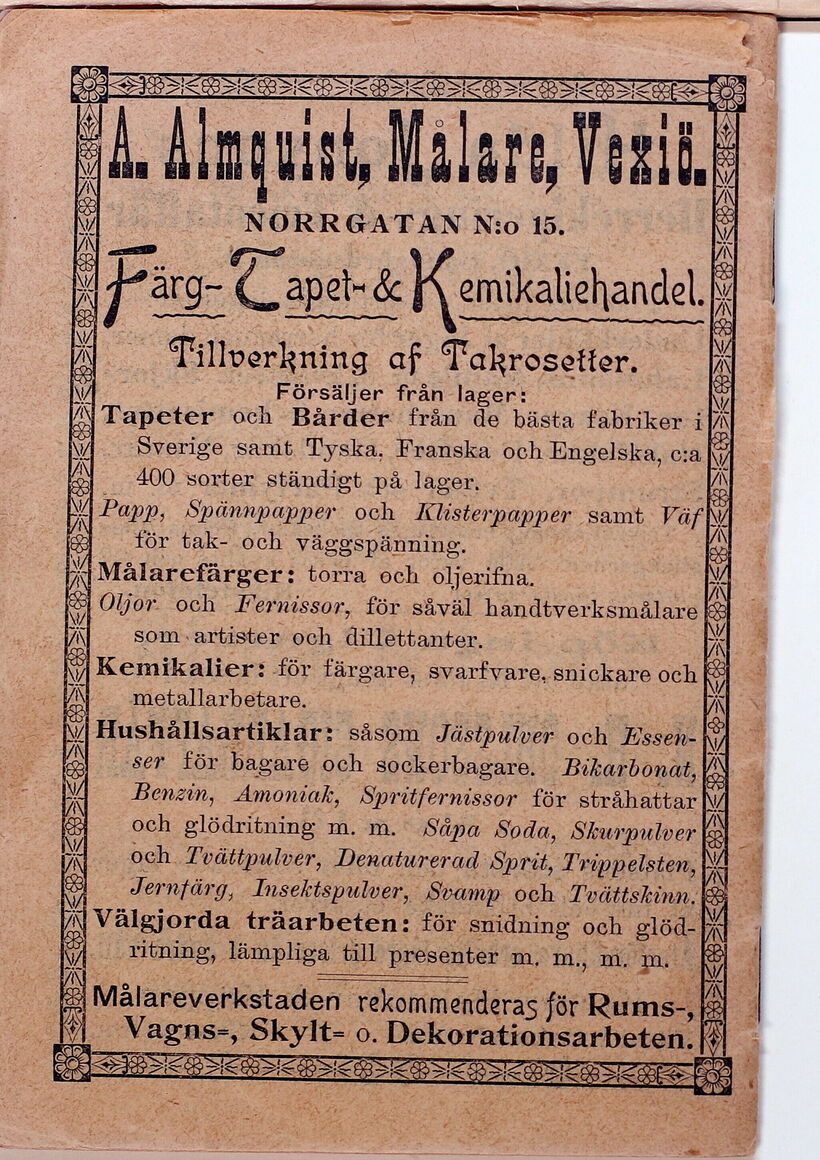 A. Almquist, Målare, Vexiö.
NORRGATAN N:o 15.
Färg- Tapet- & Kemikaliehandel.
Tillverkning af Takrosetter.
Försäljer från lager:
Tapeter och Bårder från de bästa fabriker i
Sverige samt Tyska, Franska och Engelska, c:a
400 sorter ständigt på lager.
Papp, Spännpapper och Klisterpapper samt Väf
för tak- och väggspänning.
Målarefärger: torra och oljerifna.
Oljor och Fernissor, för såväl handtverksmålare
som artister och dillettanter.
Kemikalier: för färgare, svarfvare, snickare och
metallarbetare.
Hushållsartiklar: såsom Jästpulver och Essen-
ser för bagare och sockerbagare. Bikarbonat,
Benzin, Amoniak, Spritfernissor för stråhattar
och glödritning m. m. Såpa Soda, Skurpulver
och Tvättpulver, Denaturerad Sprit, Trippelsten,
Jernfärg, Insektspulver, Svamp och Tvättskinn.
Välgjorda träarbeten: för snidning och glöd-
ritning, lämpliga till presenter m. m., m. m.
Målareverkstaden rekommenderas för Rums-,
Vagns=, Skylt= o. Dekorationsarbeten.